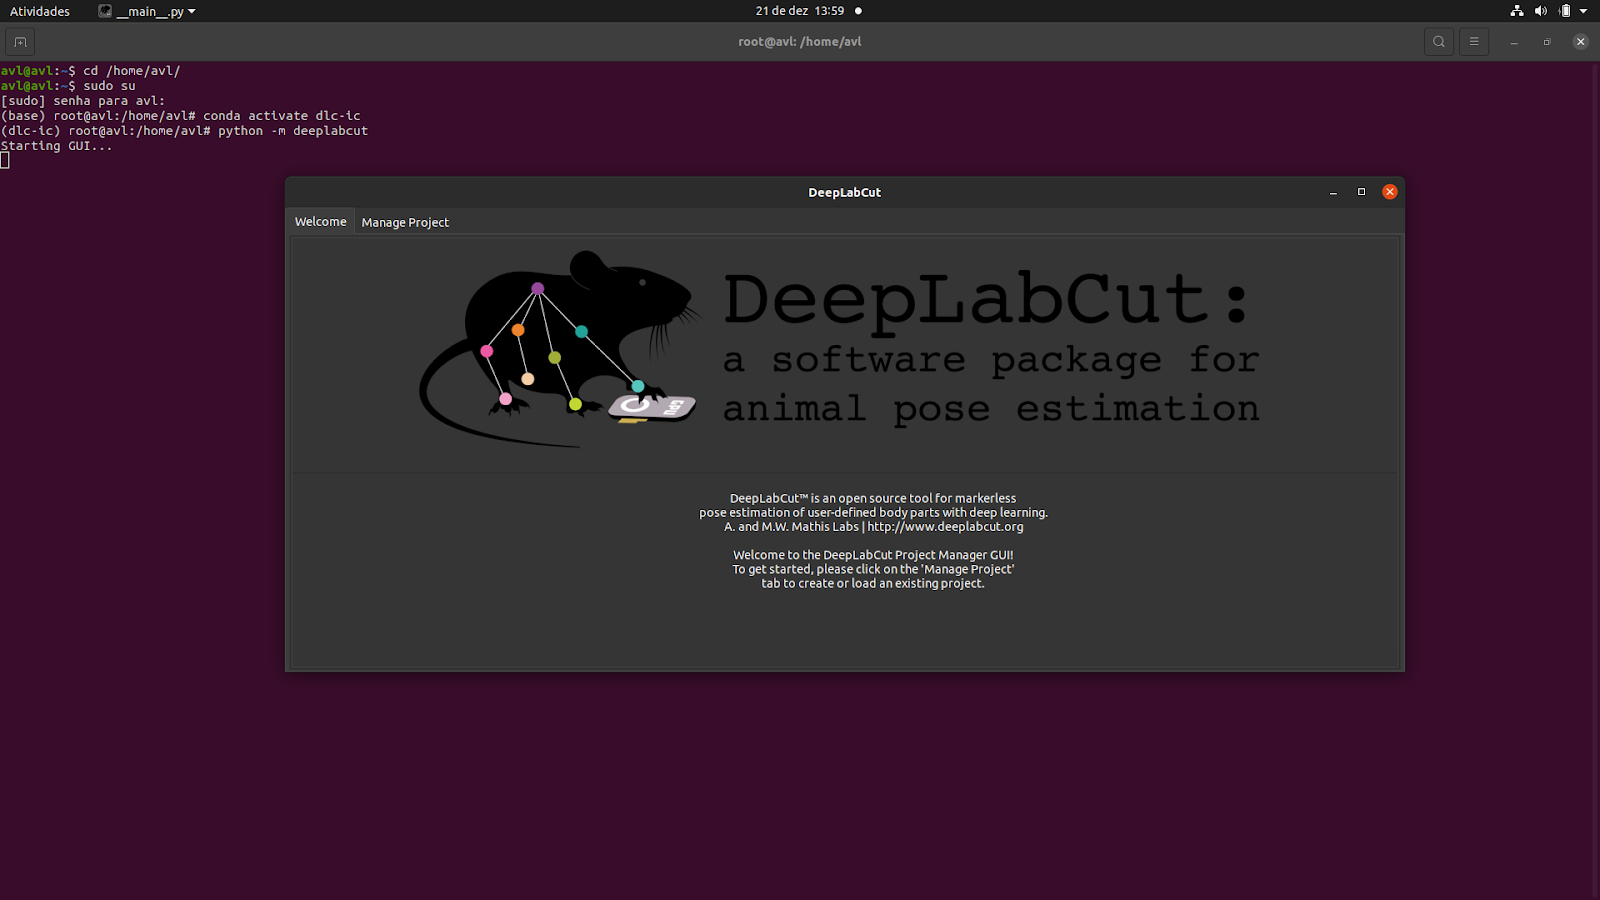 Atividades
__main__.py
21 de dez 13:59
root@avl: /home/avl
avl@avl:~$ cd /home/avl/
avl@avl:~$ sudo su
[sudo] senha para avl:
(base) root@avl:/home/avl# conda activate dlc-ic
(dlc-ic) root@avl:/home/avl# python -m deeplabcut
Starting GUI...
DeepLabCut
Welcome
Manage Project
DeepLabCut:
a software package for
animal pose estimation
GPU
DeepLabCut™ is an open source tool for markerless
pose estimation of user-defined body parts with deep learning.
A. and M.W. Mathis Labs | http://www.deeplabcut.org
Welcome to the DeepLabCut Project Manager GUI!
To get started, please click on the 'Manage Project'
tab to create or load an existing project.